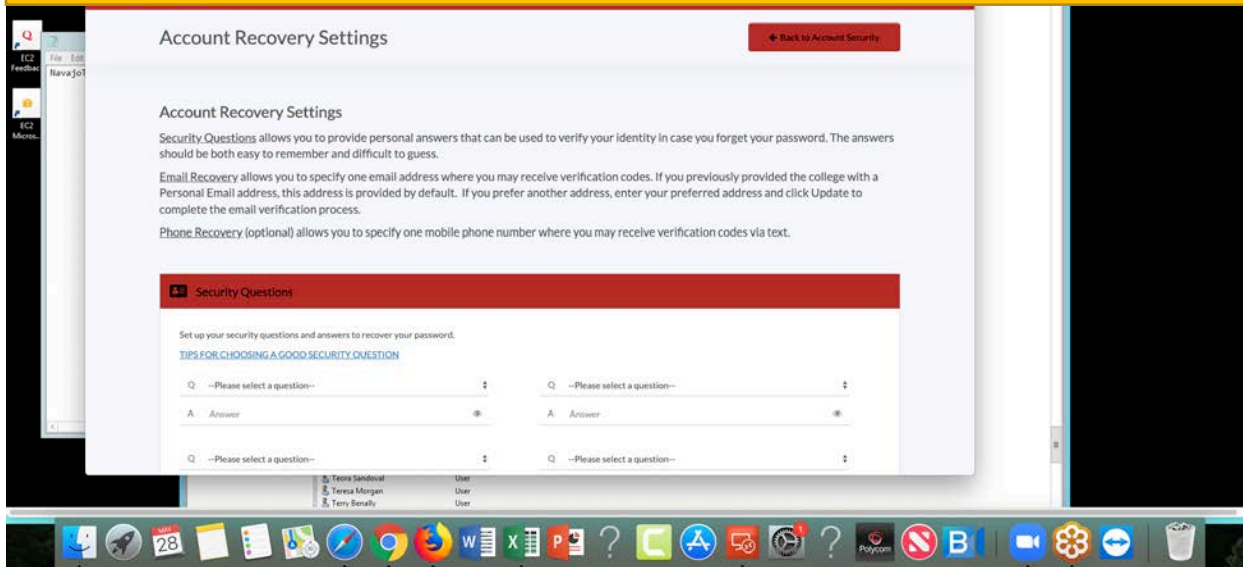 Account Recovery Settings
← Back to Account Security
EC2
Feedbac
File Edit
NavajoT
EC2
Micros...
Account Recovery Settings
Security Questions allows you to provide personal answers that can be used to verify your identity in case you forget your password. The answers
should be both easy to remember and difficult to guess.
Email Recovery allows you to specify one email address where you may receive verification codes. If you previously provided the college with a
Personal Email address, this address is provided by default. If you prefer another address, enter your preferred address and click Update to
complete the email verification process.
Phone Recovery (optional) allows you to specify one mobile phone number where you may receive verification codes via text.
Security Questions
Set up your security questions and answers to recover your password.
TIPS FOR CHOOSING A GOOD SECURITY QUESTION
Q --Please select a question-- Q --Please select a question--
A Answer A Answer
Q --Please select a question-- Q --Please select a question--
Teora Sandoval User
Teresa Morgan User
Terry Benally User
MAY
28
Polycom